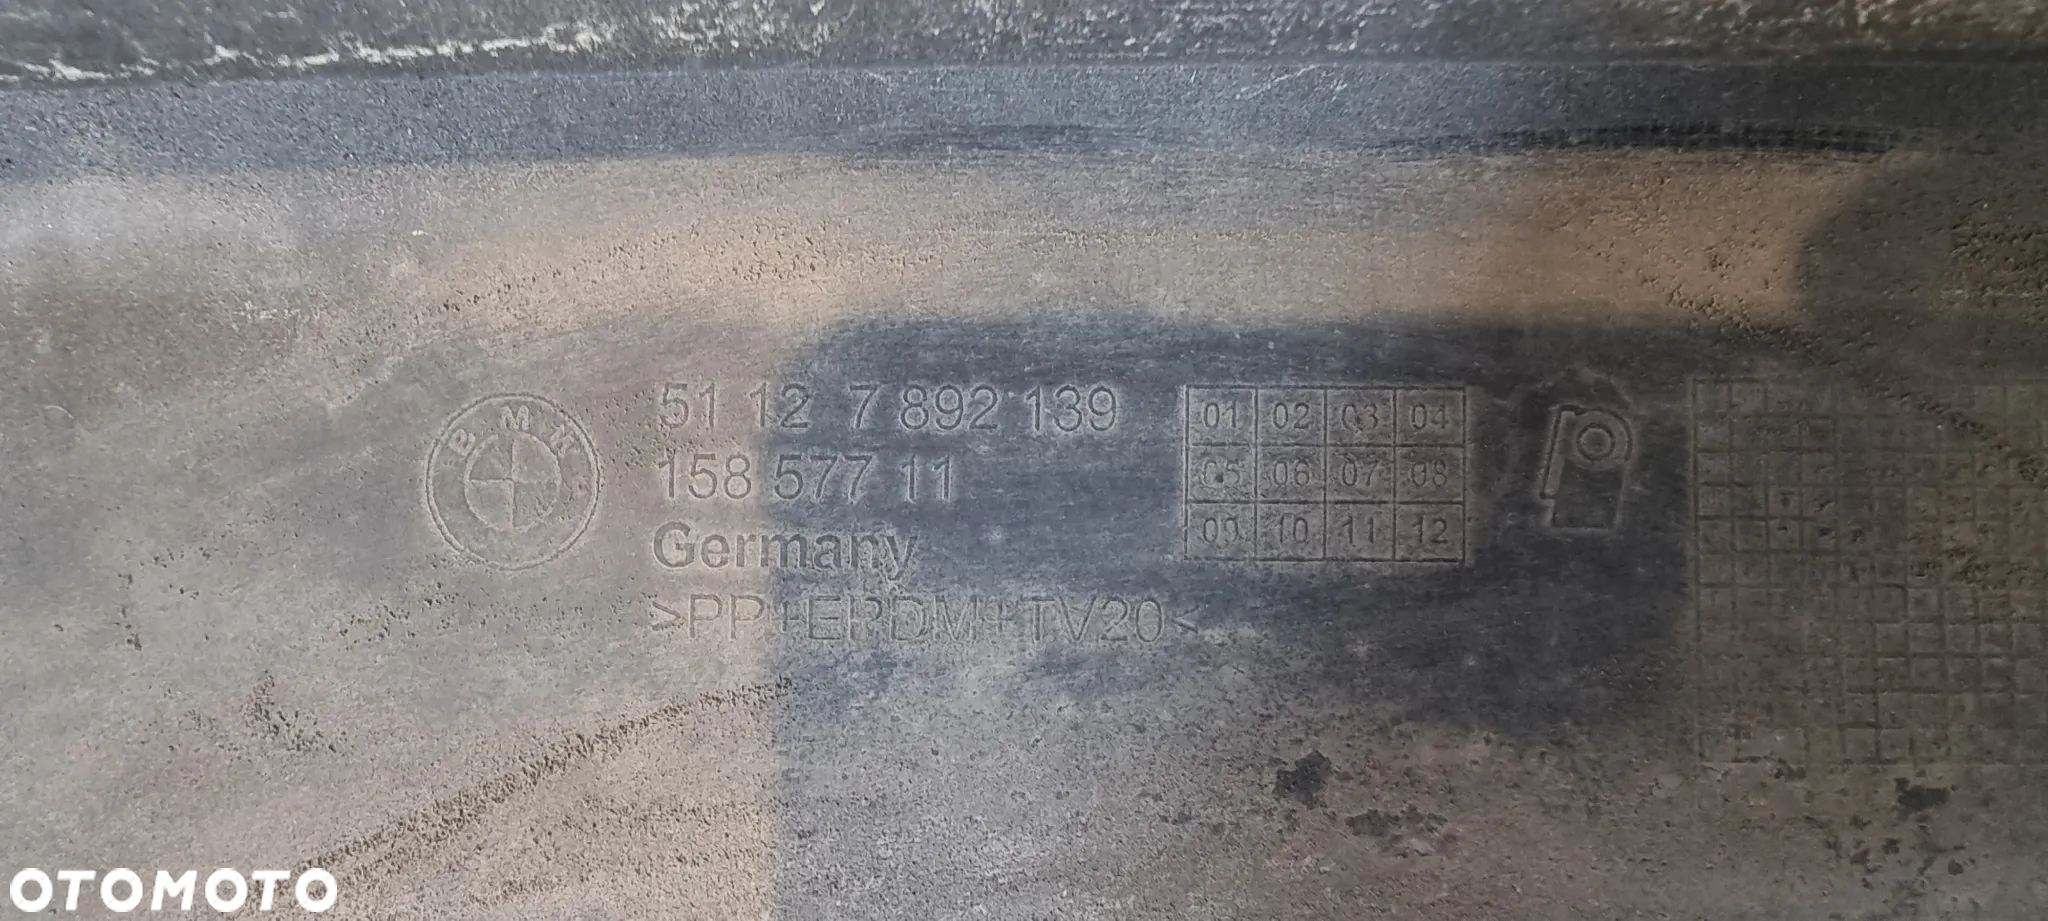 BMW
51 12 7 892 139
158 577 11
Germany
>PP+EPDM+TV20<
01 02 03 04
05 06 07 08
09 10 11 12
OTOMOTO